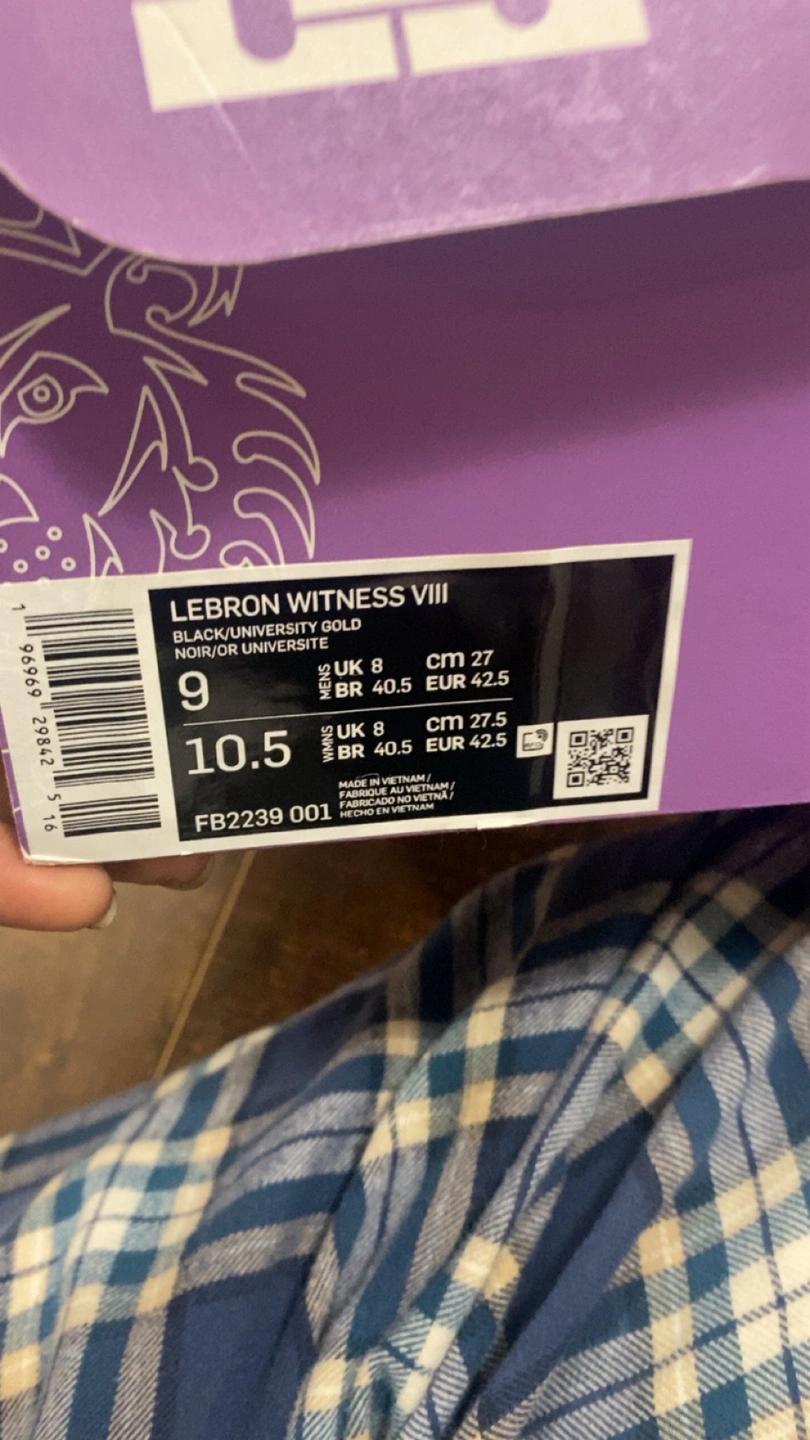 LEBRON WITNESS VIII
BLACK/UNIVERSITY GOLD
NOIR/OR UNIVERSITE
9
MENS
UK 8 cm 27
BR 40.5 EUR 42.5
10.5
WMNS
UK 8 cm 27.5
BR 40.5 EUR 42.5
FB2239 001
MADE IN VIETNAM /
FABRIQUE AU VIETNAM /
FABRICADO NO VIETNÃ /
HECHO EN VIETNAM
1 96969 29842 5 16